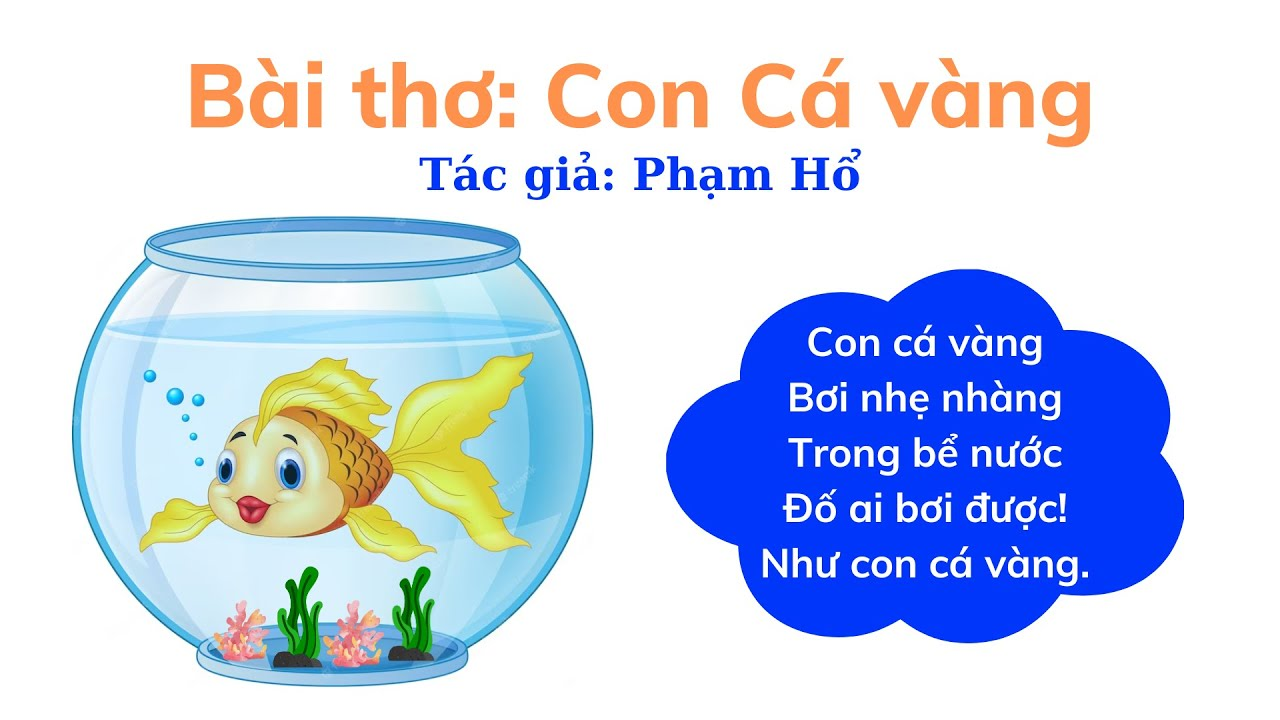 Bài thơ: Con Cá vàng
Tác giả: Phạm Hổ
Con cá vàng
Bơi nhẹ nhàng
Trong bể nước
Đố ai bơi được!
Như con cá vàng.